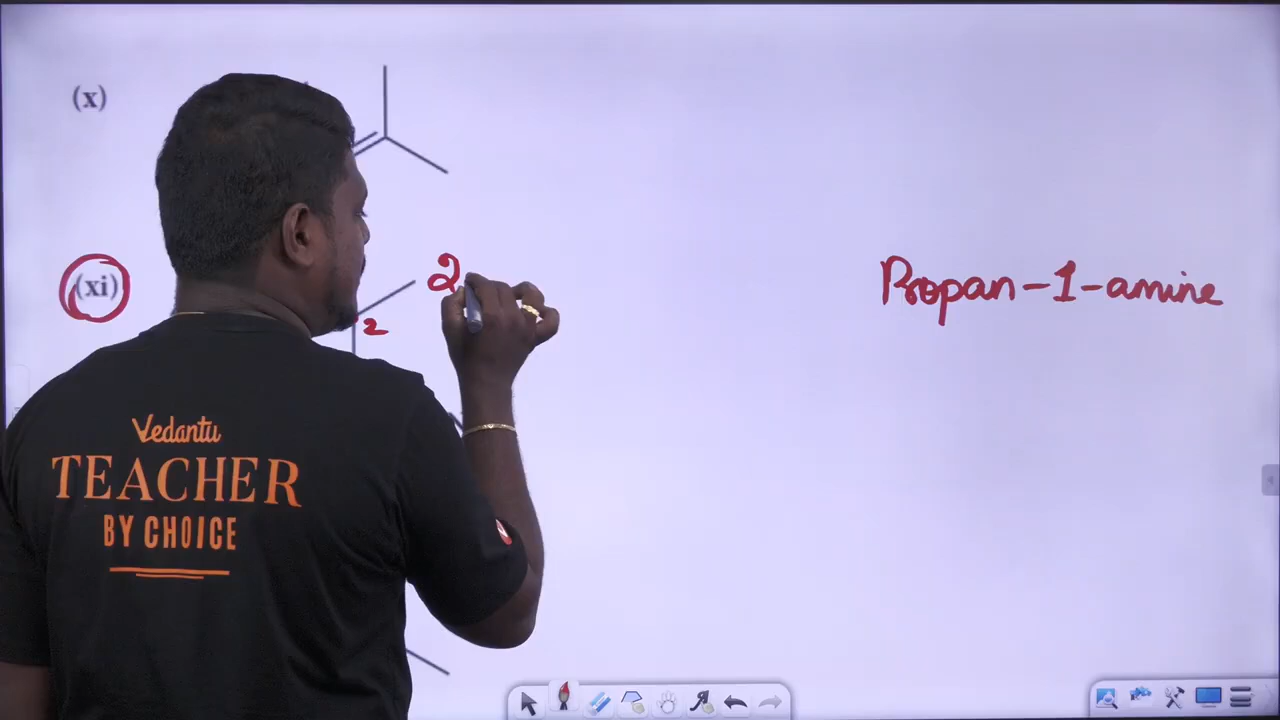 (x)
(xi)
2
2
Propan-1-amine
Vedantu
TEACHER
BY CHOICE